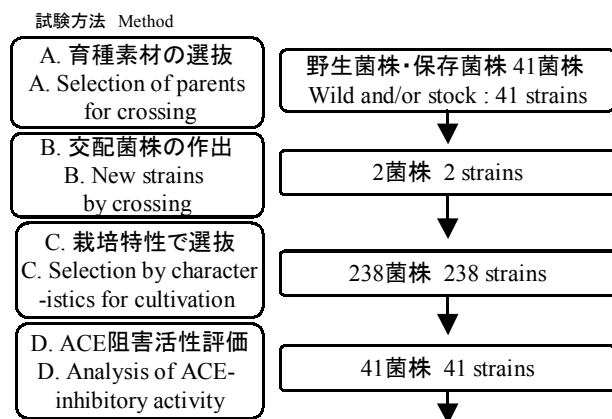 試験方法 Method
A. 育種素材の選抜
A. Selection of parents
for crossing
野生菌株・保存菌株 41菌株
Wild and/or stock : 41 strains
B. 交配菌株の作出
B. New strains
by crossing
2菌株 2 strains
C. 栽培特性で選抜
C. Selection by character
-istics for cultivation
238菌株 238 strains
D. ACE阻害活性評価
D. Analysis of ACE-
inhibitory activity
41菌株 41 strains